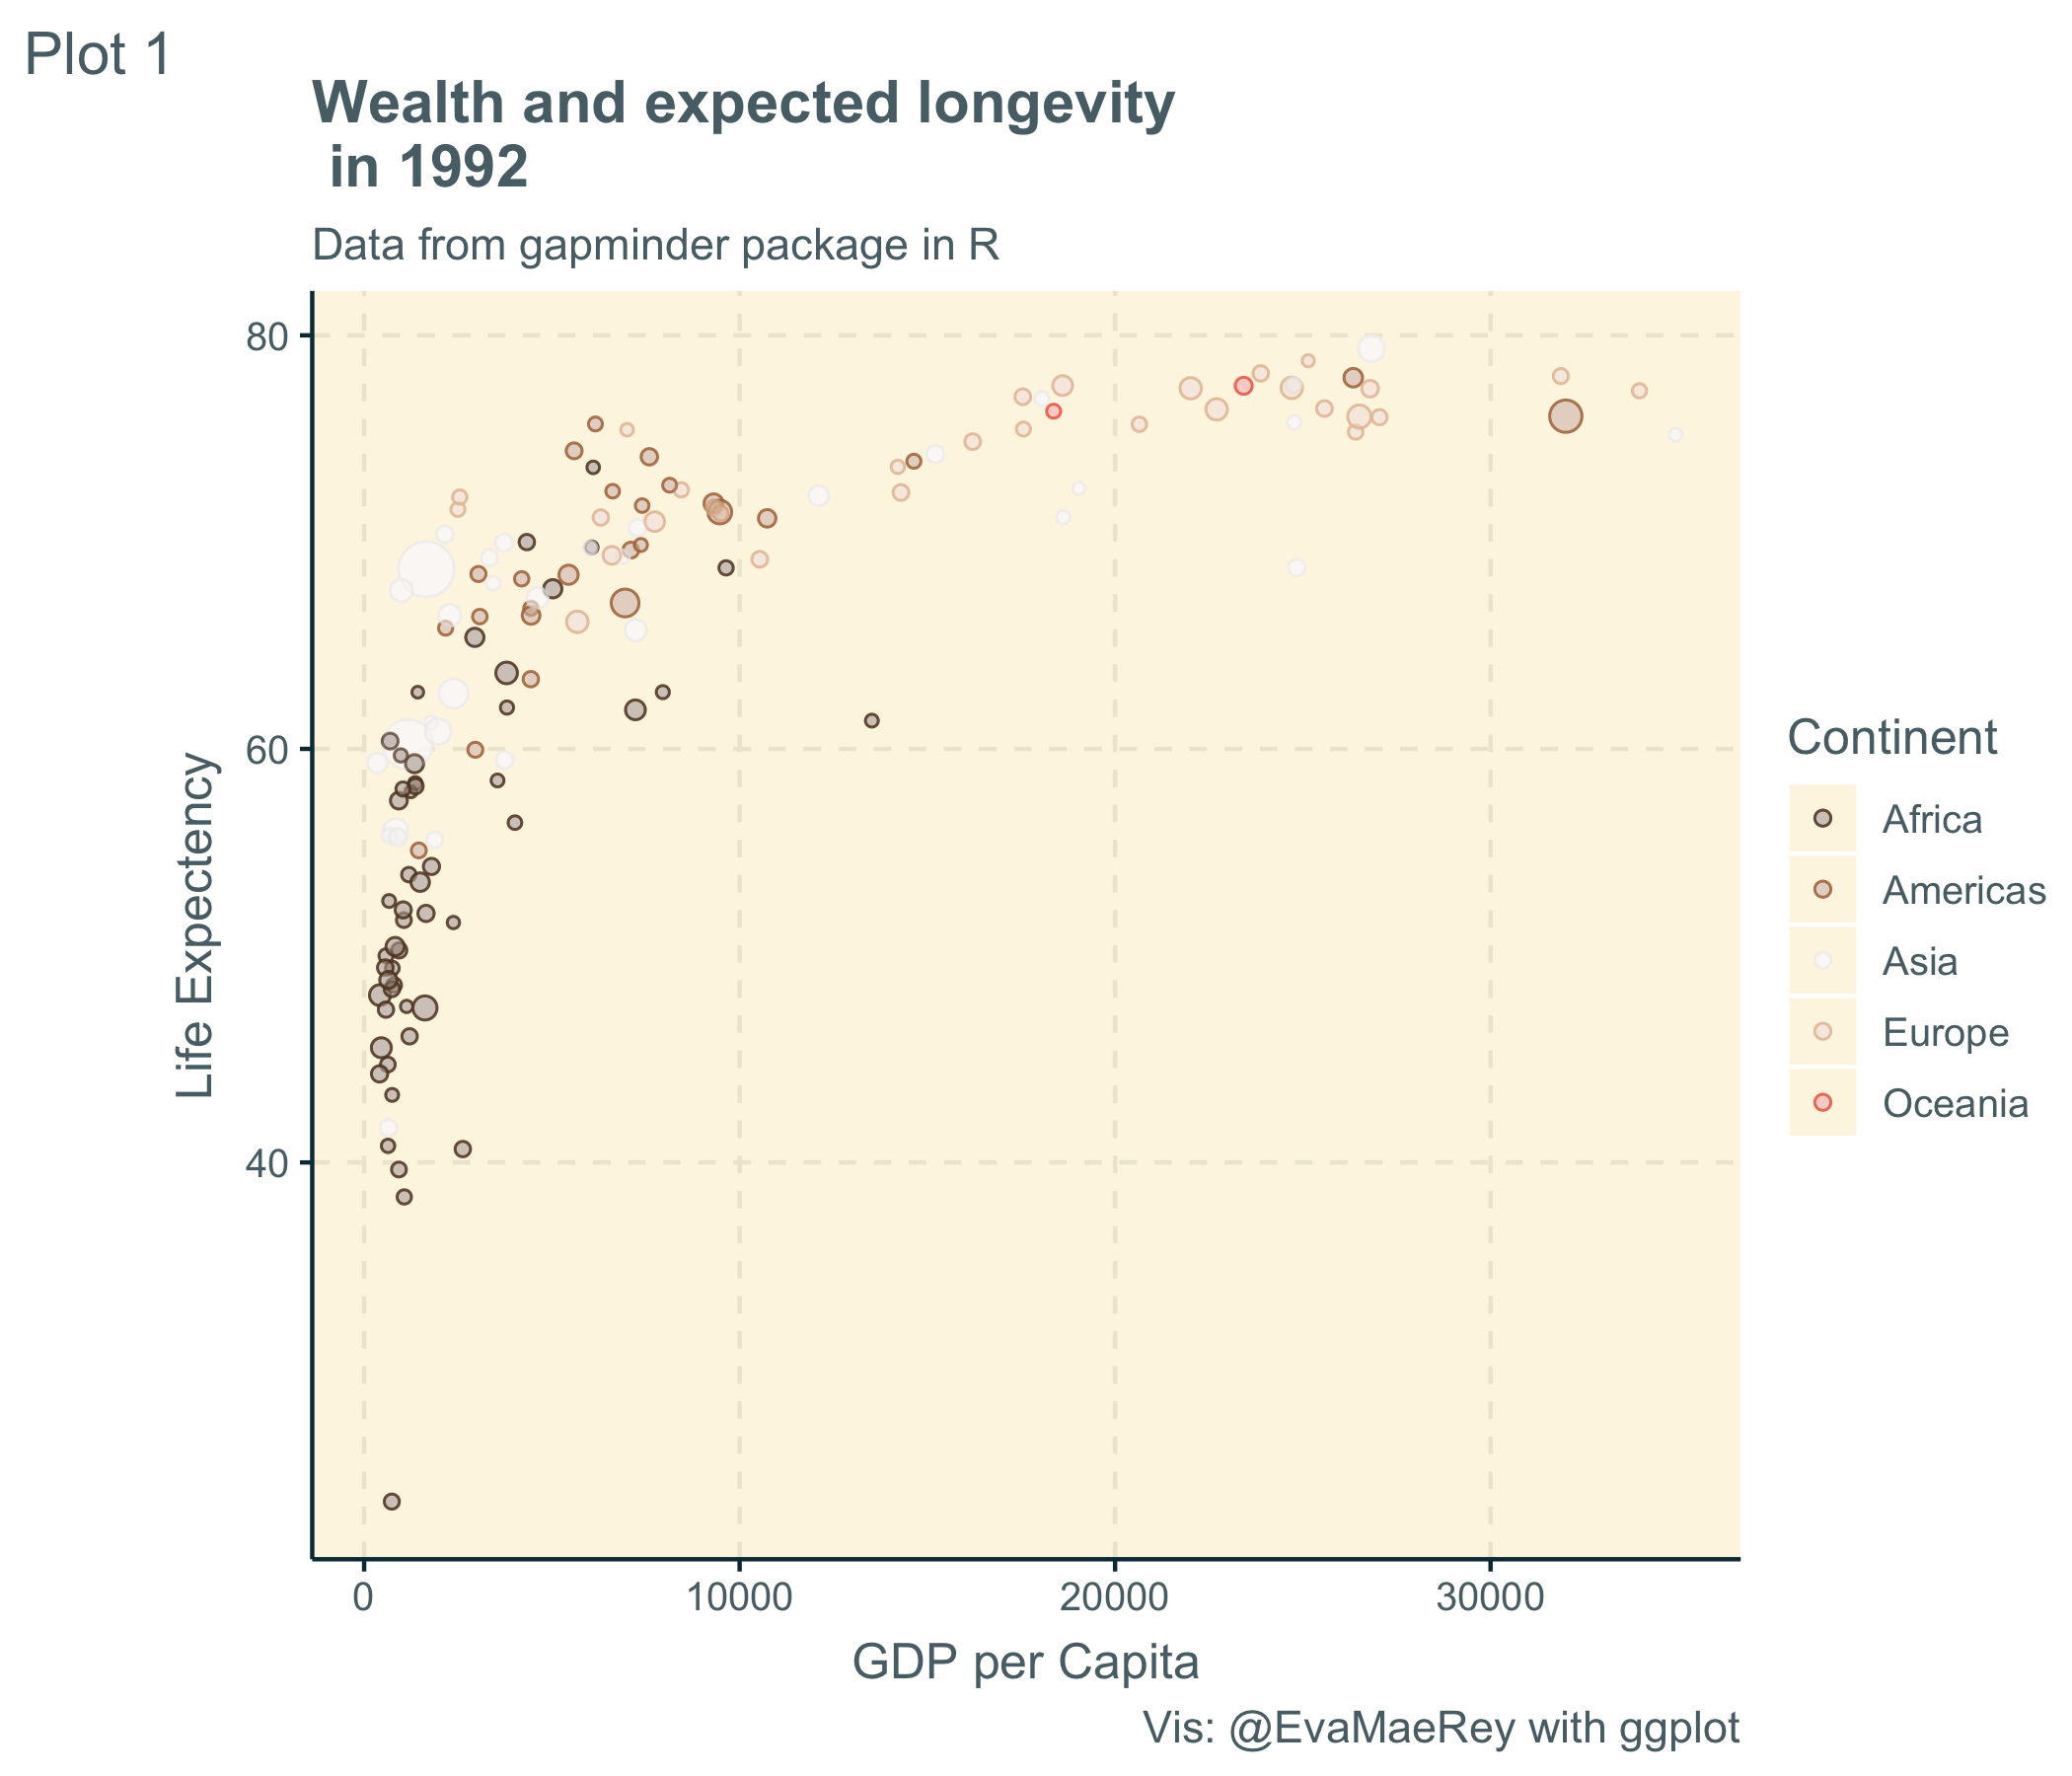 Plot 1
Wealth and expected longevity
in 1992
Data from gapminder package in R
80
60
40
Life Expectency
0 10000 20000 30000
GDP per Capita
Continent
Africa
Americas
Asia
Europe
Oceania
Vis: @EvaMaeRey with ggplot